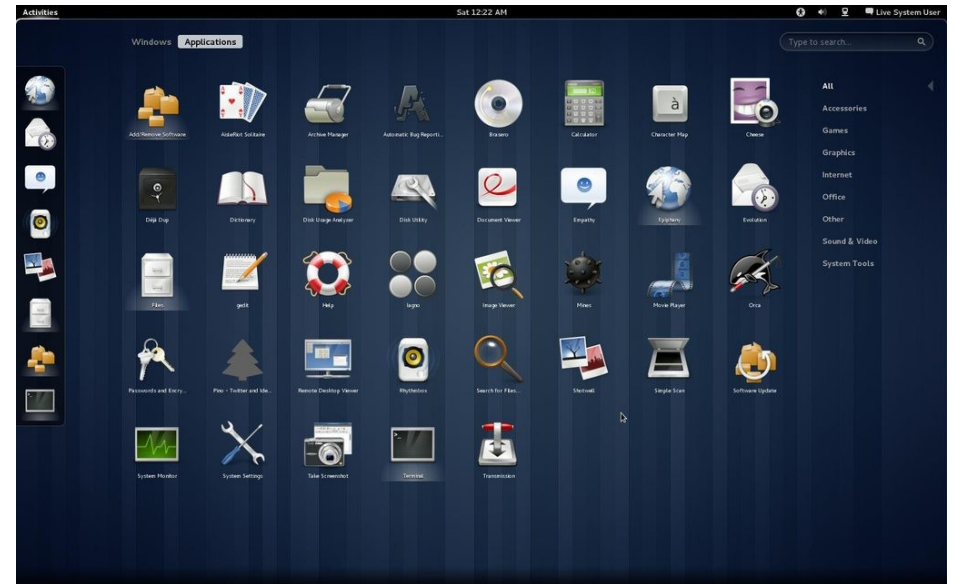 Activities
Sat 12:22 AM
Live System User
Windows Applications
Type to search...
All
Accessories
Games
Graphics
Internet
Office
Other
Sound & Video
System Tools
Add/Remove Software
AisleRiot Solitaire
Archive Manager
Automatic Bug Reporti...
Brasero
Calculator
Character Map
Cheese
Déjà Dup
Dictionary
Disk Usage Analyzer
Disk Utility
Document Viewer
Empathy
Epiphany
Evolution
Files
gedit
Help
Iagno
Image Viewer
Mines
Movie Player
Orca
Passwords and Encry...
Pino - Twitter and Ide...
Remote Desktop Viewer
Rhythmbox
Search for Files...
Shotwell
Simple Scan
Software Update
System Monitor
System Settings
Take Screenshot
Terminal
Transmission